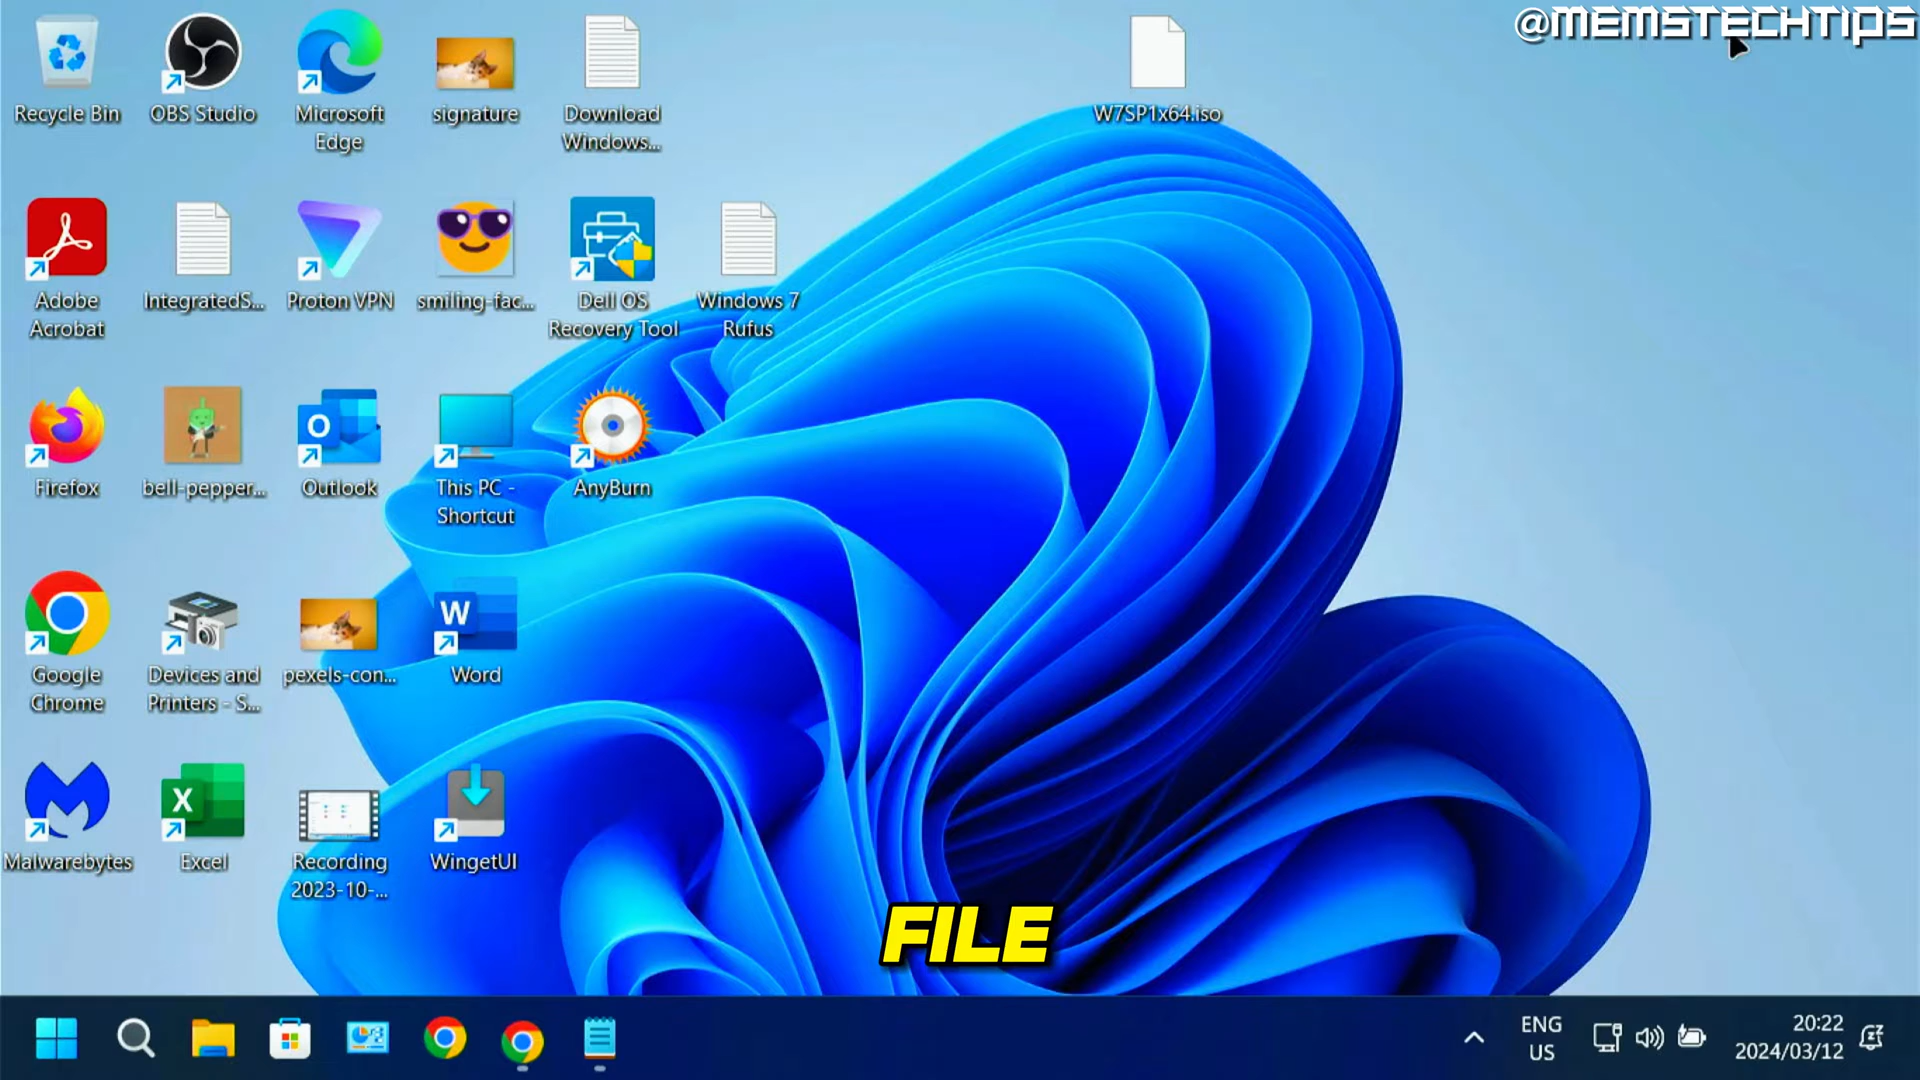 @MEMSTECHTIPS
Recycle Bin
OBS Studio
Microsoft
Edge
signature
Download
Windows...
W7SP1x64.iso
Adobe
Acrobat
IntegratedS...
Proton VPN
smiling-fac...
Dell OS
Recovery Tool
Windows 7
Rufus
Firefox
bell-pepper...
Outlook
This PC -
Shortcut
AnyBurn
Google
Chrome
Devices and
Printers - S...
pexels-con...
Word
Malwarebytes
Excel
Recording
2023-10-...
WingetUI
FILE
ENG
US
20:22
2024/03/12